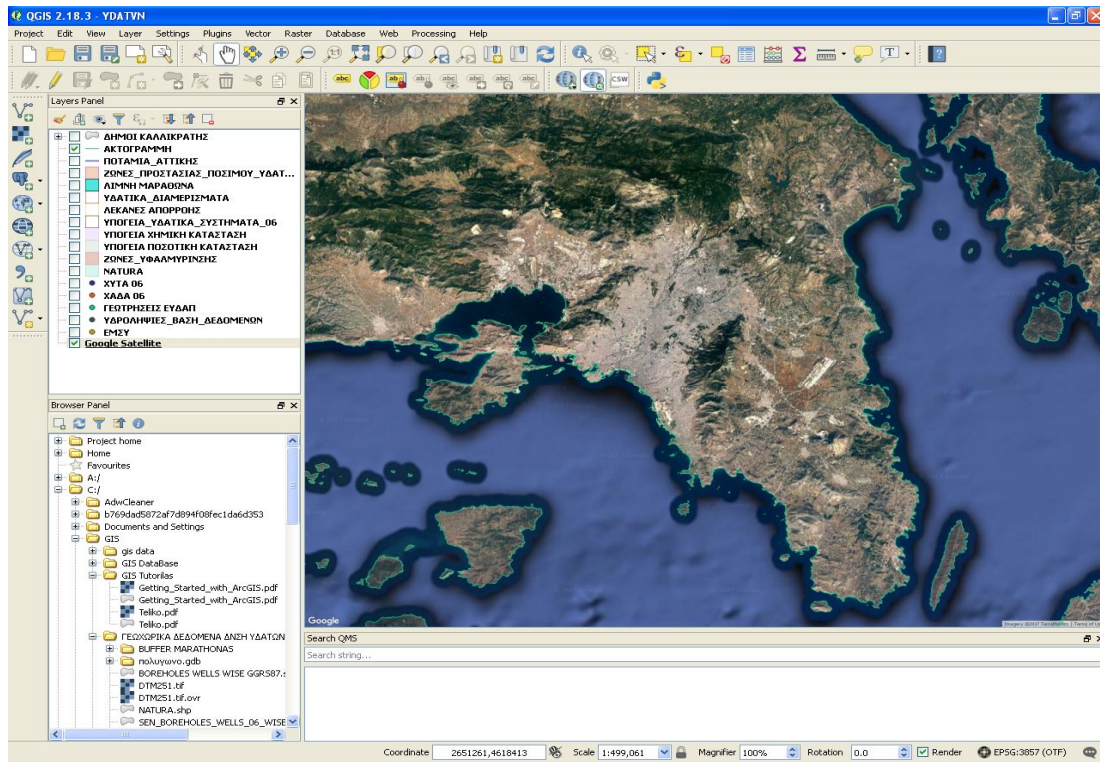 QGIS 2.18.3 - YDATVN
Project Edit View Layer Settings Plugins Vector Raster Database Web Processing Help
Layers Panel
ΔΗΜΟΙ ΚΑΛΛΙΚΡΑΤΗΣ
ΑΚΤΟΓΡΑΜΜΗ
ΠΟΤΑΜΙΑ_ΑΤΤΙΚΗΣ
ΖΩΝΕΣ_ΠΡΟΣΤΑΣΙΑΣ_ΠΟΣΙΜΟΥ_ΥΔΑΤ...
ΛΙΜΝΗ ΜΑΡΑΘΩΝΑ
ΥΔΑΤΙΚΑ_ΔΙΑΜΕΡΙΣΜΑΤΑ
ΛΕΚΑΝΕΣ ΑΠΟΡΡΟΗΣ
ΥΠΟΓΕΙΑ_ΥΔΑΤΙΚΑ_ΣΥΣΤΗΜΑΤΑ_06
ΥΠΟΓΕΙΑ ΧΗΜΙΚΗ ΚΑΤΑΣΤΑΣΗ
ΥΠΟΓΕΙΑ ΠΟΣΟΤΙΚΗ ΚΑΤΑΣΤΑΣΗ
ΖΩΝΕΣ_ΥΦΑΛΜΥΡΙΝΣΗΣ
NATURA
ΧΥΤΑ 06
ΧΑΔΑ 06
ΓΕΩΤΡΗΣΕΙΣ ΕΥΔΑΠ
ΥΔΡΟΛΗΨΙΕΣ_ΒΑΣΗ_ΔΕΔΟΜΕΝΩΝ
ΕΜΣΥ
Google Satellite
Browser Panel
Project home
Home
Favourites
A:/
C:/
AdwCleaner
b769dad5872af7d894f08fec1da6d353
Documents and Settings
GIS
gis data
GIS DataBase
GIS Tutorilas
Getting_Started_with_ArcGIS.pdf
Getting_Started_with_ArcGIS.pdf
Teliko.pdf
Teliko.pdf
ΓΕΩΧΩΡΙΚΑ ΔΕΔΟΜΕΝΑ ΔΝΣΗ ΥΔΑΤΩΝ
BUFFER MARATHONAS
πολυγωνο.gdb
BOREHOLES WELLS WISE GGRS87.s
DTM251.tif
DTM251.tif.ovr
NATURA.shp
SEN_BOREHOLES_WELLS_06_WISE
Google
Search QMS
Search string...
Coordinate 2651261,4618413 Scale 1:499,061 Magnifier 100% Rotation 0.0 Render EPSG:3857 (OTF)